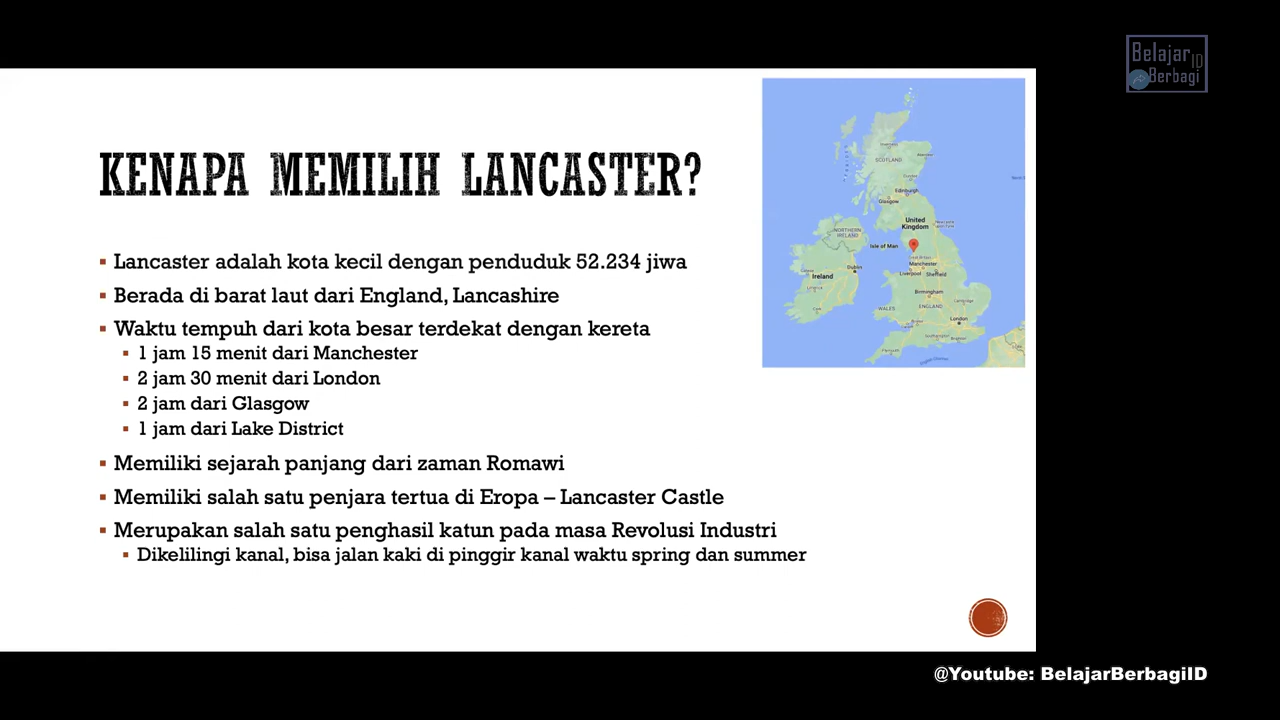 Belajar
ID
Berbagi
KENAPA MEMILIH LANCASTER?
▪ Lancaster adalah kota kecil dengan penduduk 52.234 jiwa
▪ Berada di barat laut dari England, Lancashire
▪ Waktu tempuh dari kota besar terdekat dengan kereta
▪ 1 jam 15 menit dari Manchester
▪ 2 jam 30 menit dari London
▪ 2 jam dari Glasgow
▪ 1 jam dari Lake District
▪ Memiliki sejarah panjang dari zaman Romawi
▪ Memiliki salah satu penjara tertua di Eropa – Lancaster Castle
▪ Merupakan salah satu penghasil katun pada masa Revolusi Industri
▪ Dikelilingi kanal, bisa jalan kaki di pinggir kanal waktu spring dan summer
SCOTLAND
Edinburgh
Glasgow
United
Kingdom
NORTHERN
IRELAND
Isle of Man
Manchester
Dublin
Liverpool
Sheffield
Ireland
Birmingham
WALES
ENGLAND
London
@Youtube: BelajarBerbagiID